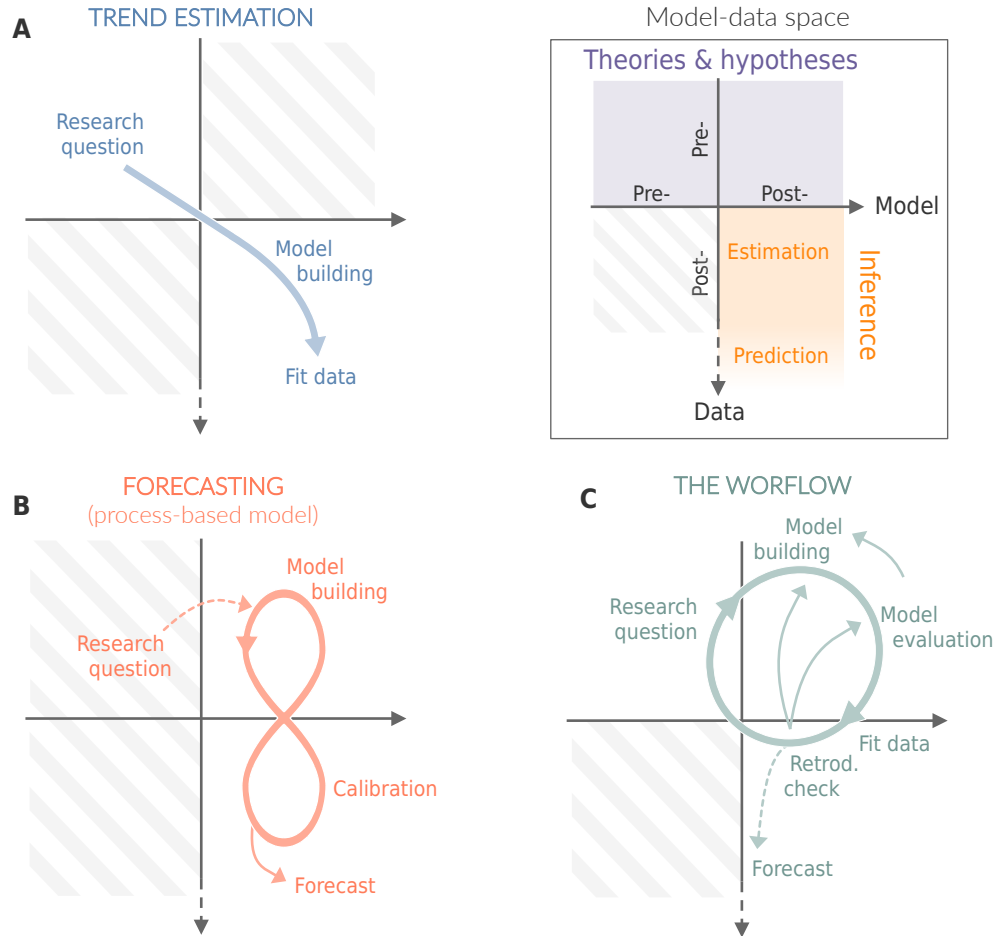 A
TREND ESTIMATION
Research
question
Model
building
Fit data
Model-data space
Theories & hypotheses
Pre-
Pre-
Post-
Model
Post-
Estimation
Inference
Prediction
Data
B
FORECASTING
(process-based model)
Model
building
Research
question
Calibration
Forecast
C
THE WORFLOW
Model
building
Research
question
Model
evaluation
Fit data
Retrod.
check
Forecast